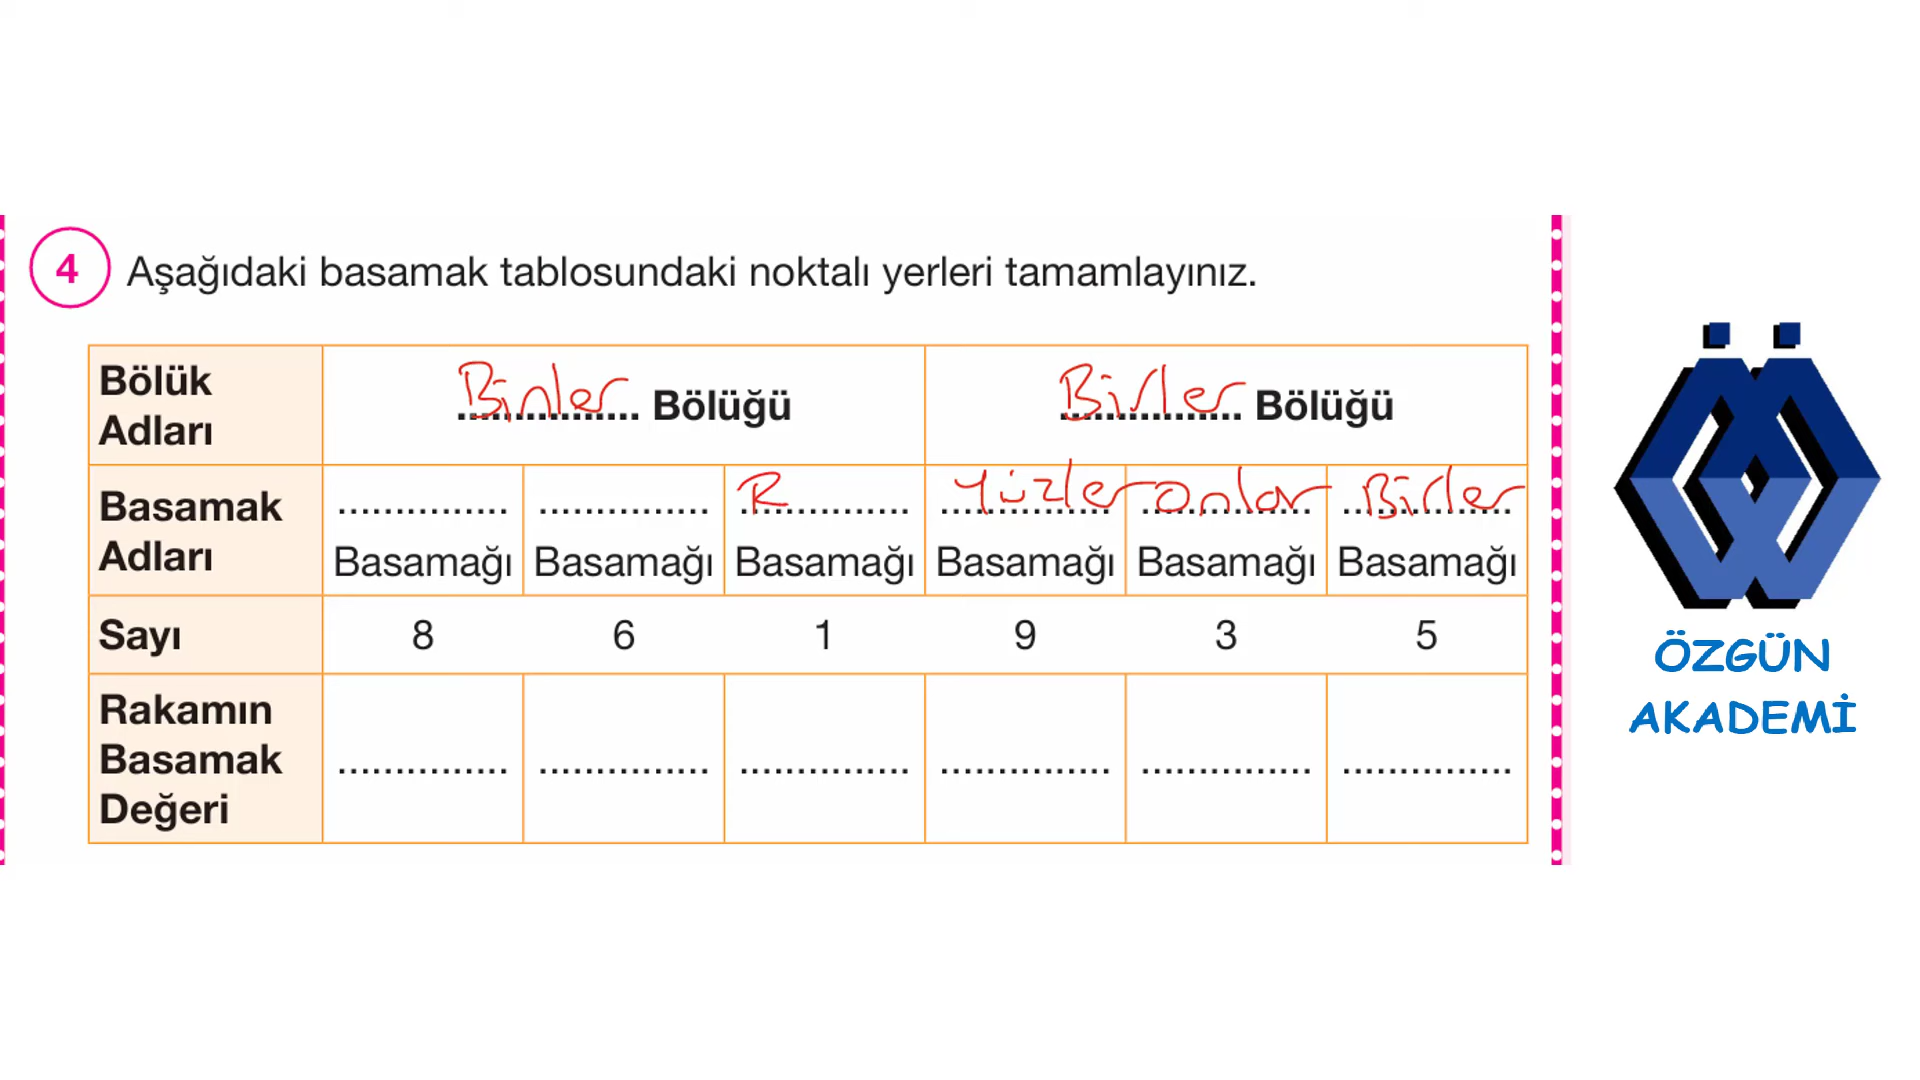 4 Aşağıdaki basamak tablosundaki noktalı yerleri tamamlayınız.
Bölük Adları Binler Bölüğü Birler Bölüğü
Basamak Adları ............... Basamağı ............... Basamağı ............... Basamağı Yüzler Basamağı onlar Basamağı Birler Basamağı
Sayı 8 6 1 9 3 5
Rakamın Basamak Değeri ............... ............... ............... ............... ............... ...............
ÖZGÜN
AKADEMİ